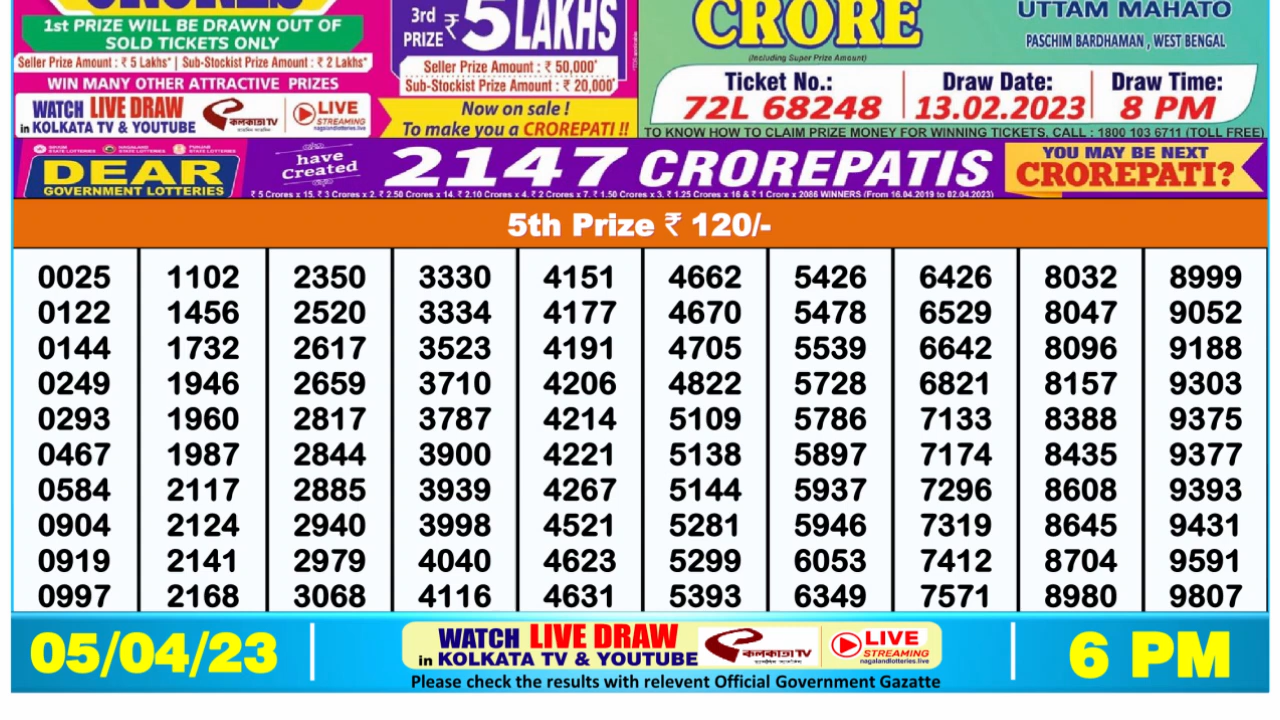 1st PRIZE WILL BE DRAWN OUT OF
SOLD TICKETS ONLY
Seller Prize Amount : ₹ 5 Lakhs* | Sub-Stockist Prize Amount : ₹ 2 Lakhs*
WIN MANY OTHER ATTRACTIVE PRIZES
WATCH LIVE DRAW
in KOLKATA TV & YOUTUBE
কলকাতা TV
LIVE
STREAMING
nagalandlotteries.live
3rd PRIZE ₹ 5 LAKHS
Seller Prize Amount : ₹ 50,000*
Sub-Stockist Prize Amount : ₹ 20,000*
Now on sale !
To make you a CROREPATI !!
CRORE
(Including Super Prize Amount)
UTTAM MAHATO
PASCHIM BARDHAMAN , WEST BENGAL
Ticket No.: Draw Date: Draw Time:
72L 68248 13.02.2023 8 PM
TO KNOW HOW TO CLAIM PRIZE MONEY FOR WINNING TICKETS, CALL : 1800 103 6711 (TOLL FREE)
DEAR
GOVERNMENT LOTTERIES
have
Created
2147 CROREPATIS
₹ 5 Crores x 15, ₹ 3 Crores x 2, ₹ 2.50 Crores x 14, ₹ 2.10 Crores x 4, ₹ 2 Crores x 7, ₹ 1.50 Crores x 3, ₹ 1.25 Crores x 16 & ₹ 1 Crore x 2086 WINNERS (From 16.04.2019 to 02.04.2023)
YOU MAY BE NEXT
CROREPATI?
5th Prize ₹ 120/-
0025 1102 2350 3330 4151 4662 5426 6426 8032 8999
0122 1456 2520 3334 4177 4670 5478 6529 8047 9052
0144 1732 2617 3523 4191 4705 5539 6642 8096 9188
0249 1946 2659 3710 4206 4822 5728 6821 8157 9303
0293 1960 2817 3787 4214 5109 5786 7133 8388 9375
0467 1987 2844 3900 4221 5138 5897 7174 8435 9377
0584 2117 2885 3939 4267 5144 5937 7296 8608 9393
0904 2124 2940 3998 4521 5281 5946 7319 8645 9431
0919 2141 2979 4040 4623 5299 6053 7412 8704 9591
0997 2168 3068 4116 4631 5393 6349 7571 8980 9807
05/04/23
WATCH LIVE DRAW
in KOLKATA TV & YOUTUBE
কলকাতা TV
LIVE
STREAMING
nagalandlotteries.live
Please check the results with relevent Official Government Gazatte
6 PM